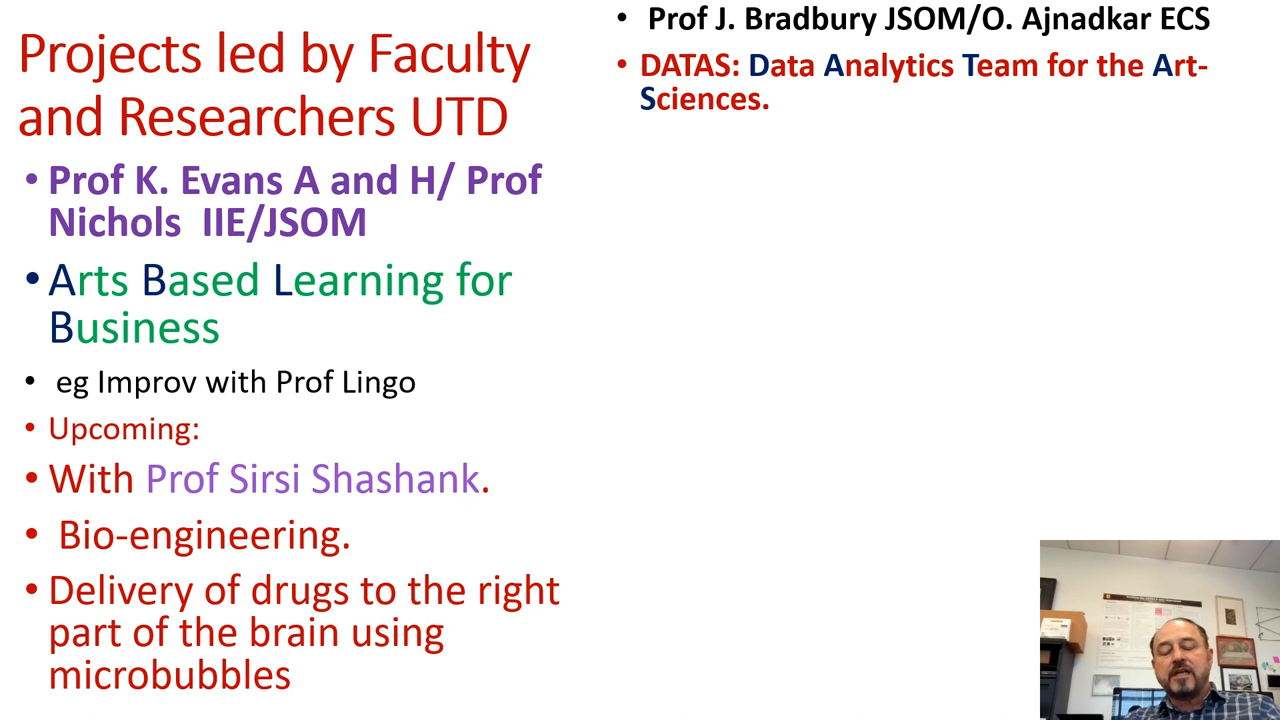 Projects led by Faculty
and Researchers UTD
• Prof K. Evans A and H/ Prof
Nichols  IIE/JSOM
• Arts Based Learning for
Business
• eg Improv with Prof Lingo
• Upcoming:
• With Prof Sirsi Shashank.
• Bio-engineering.
• Delivery of drugs to the right
part of the brain using
microbubbles
• Prof J. Bradbury JSOM/O. Ajnadkar ECS
• DATAS: Data Analytics Team for the Art-
Sciences.